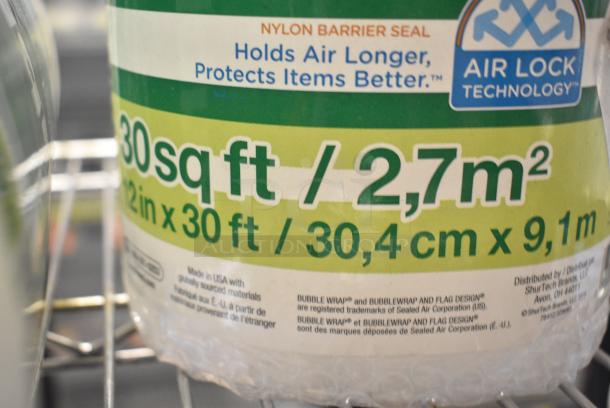 NYLON BARRIER SEAL
Holds Air Longer,
Protects Items Better.™
AIR LOCK
TECHNOLOGY™
30 sq ft / 2,7m²
12 in x 30 ft / 30,4 cm x 9,1 m
Made in USA with
globally sourced materials
Fabriqué aux É.-U. à partir de
matériaux provenant de l'étranger
BUBBLE WRAP® and BUBBLEWRAP AND FLAG DESIGN®
are registered trademarks of Sealed Air Corporation (US).
BUBBLE WRAP® et BUBBLEWRAP AND FLAG DESIGN®
sont des marques déposées de Sealed Air Corporation (É.-U.).
Distributed by / Distribué par
ShurTech Brands, LLC
Avon, OH 44011